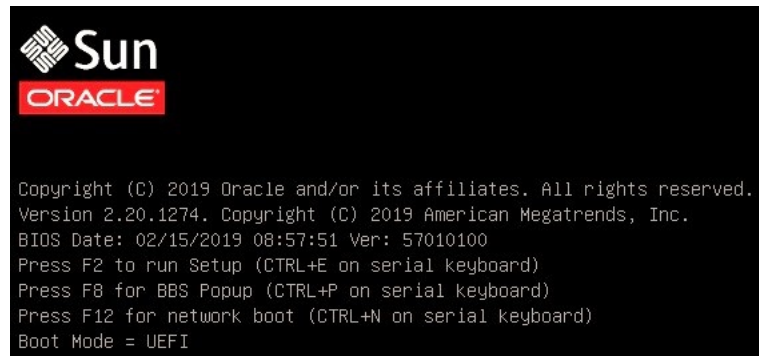 Sun
ORACLE
Copyright (C) 2019 Oracle and/or its affiliates. All rights reserved.
Version 2.20.1274. Copyright (C) 2019 American Megatrends, Inc.
BIOS Date: 02/15/2019 08:57:51 Ver: 57010100
Press F2 to run Setup (CTRL+E on serial keyboard)
Press F8 for BBS Popup (CTRL+P on serial keyboard)
Press F12 for network boot (CTRL+N on serial keyboard)
Boot Mode = UEFI